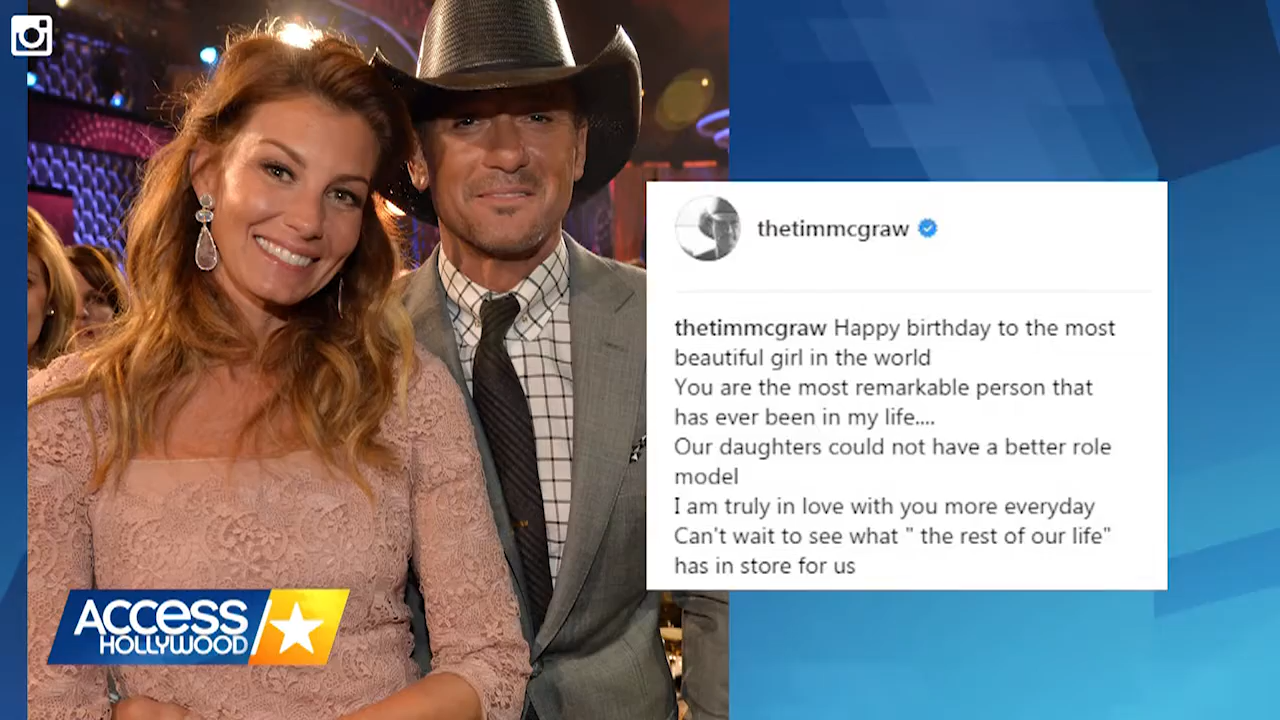 thetimmcgraw
thetimmcgraw Happy birthday to the most
beautiful girl in the world
You are the most remarkable person that
has ever been in my life....
Our daughters could not have a better role
model
I am truly in love with you more everyday
Can't wait to see what " the rest of our life"
has in store for us
ACCESS
HOLLYWOOD